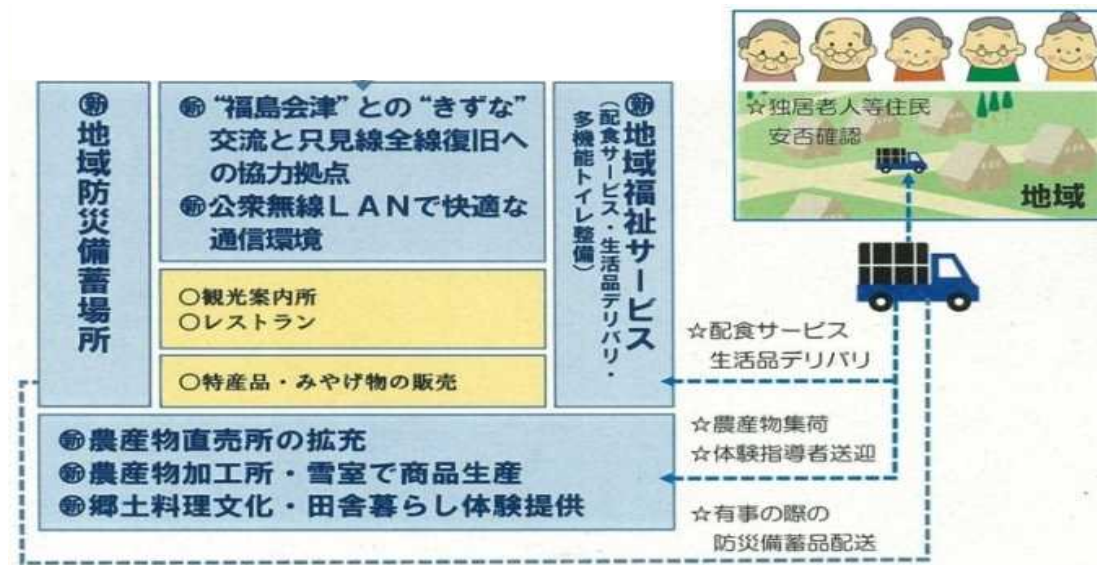 ㊟地域防災備蓄場所
㊟“福島会津”との“きずな”
交流と只見線全線復旧へ
の協力拠点
㊟公衆無線LANで快適な
通信環境
○観光案内所
○レストラン
○特産品・みやげ物の販売
㊟地域福祉サービス
(配食サービス・生活品デリバリ・
多機能トイレ整備)
㊟農産物直売所の拡充
㊟農産物加工所・雪室で商品生産
㊟郷土料理文化・田舎暮らし体験提供
☆独居老人等住民
安否確認
地域
☆配食サービス
生活品デリバリ
☆農産物集荷
☆体験指導者送迎
☆有事の際の
防災備蓄品配送